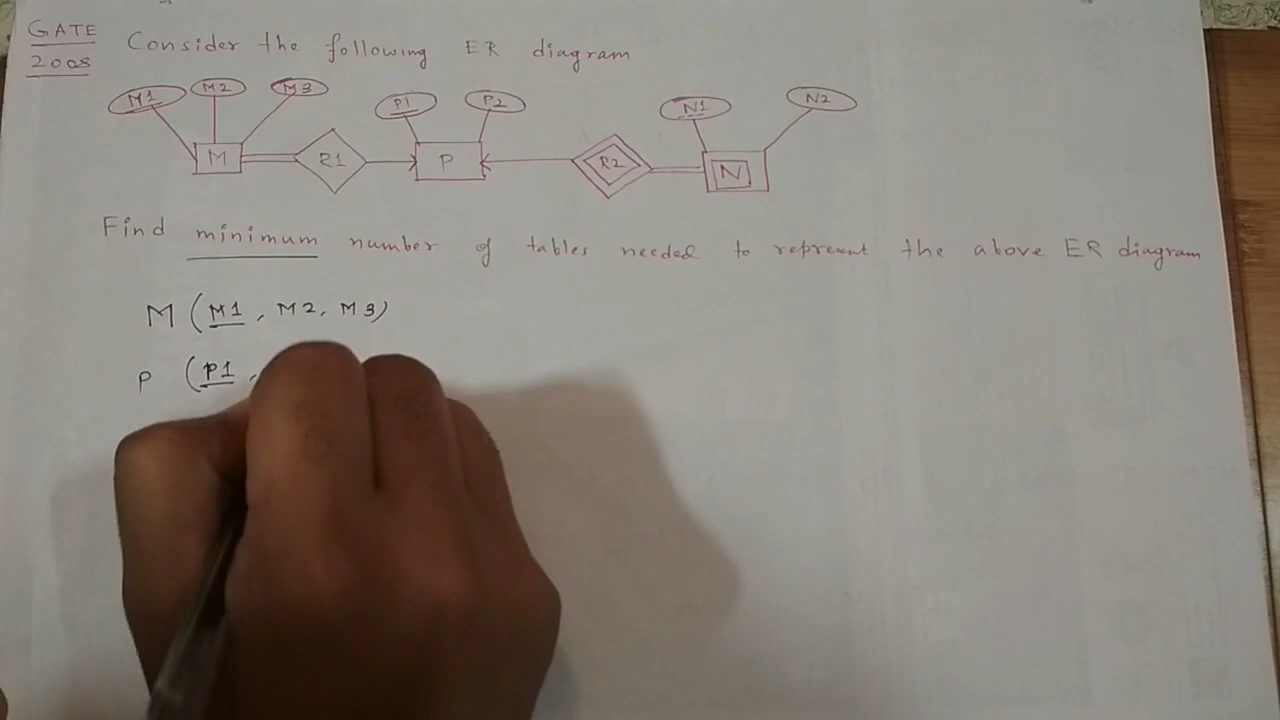 GATE
2008
Consider the following ER diagram
M1 M2 M3 P1 P2 N1 N2
M R1 P R2 N
Find minimum number of tables needed to represent the above ER diagram
M (M1, M2, M3)
P (P1,